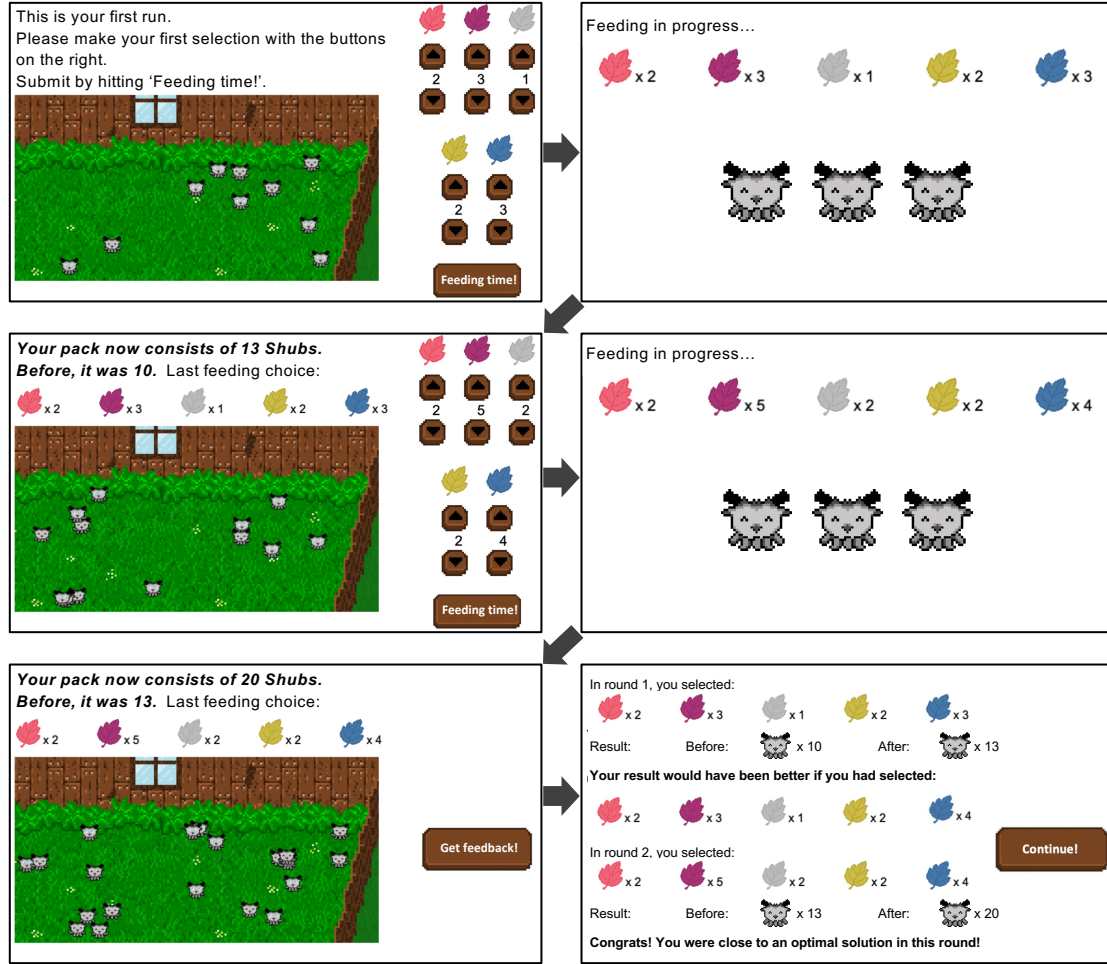 This is your first run.
Please make your first selection with the buttons
on the right.
Submit by hitting ‘Feeding time!’.
2 3 1
2 3
Feeding time!
Feeding in progress...
x 2 x 3 x 1 x 2 x 3
Your pack now consists of 13 Shubs.
Before, it was 10. Last feeding choice:
x 2 x 3 x 1 x 2 x 3
2 5 2
2 4
Feeding time!
Feeding in progress...
x 2 x 5 x 2 x 2 x 4
Your pack now consists of 20 Shubs.
Before, it was 13. Last feeding choice:
x 2 x 5 x 2 x 2 x 4
Get feedback!
In round 1, you selected:
x 2 x 3 x 1 x 2 x 3
Result: Before: x 10 After: x 13
Your result would have been better if you had selected:
x 2 x 3 x 1 x 2 x 4
Continue!
In round 2, you selected:
x 2 x 5 x 2 x 2 x 4
Result: Before: x 13 After: x 20
Congrats! You were close to an optimal solution in this round!